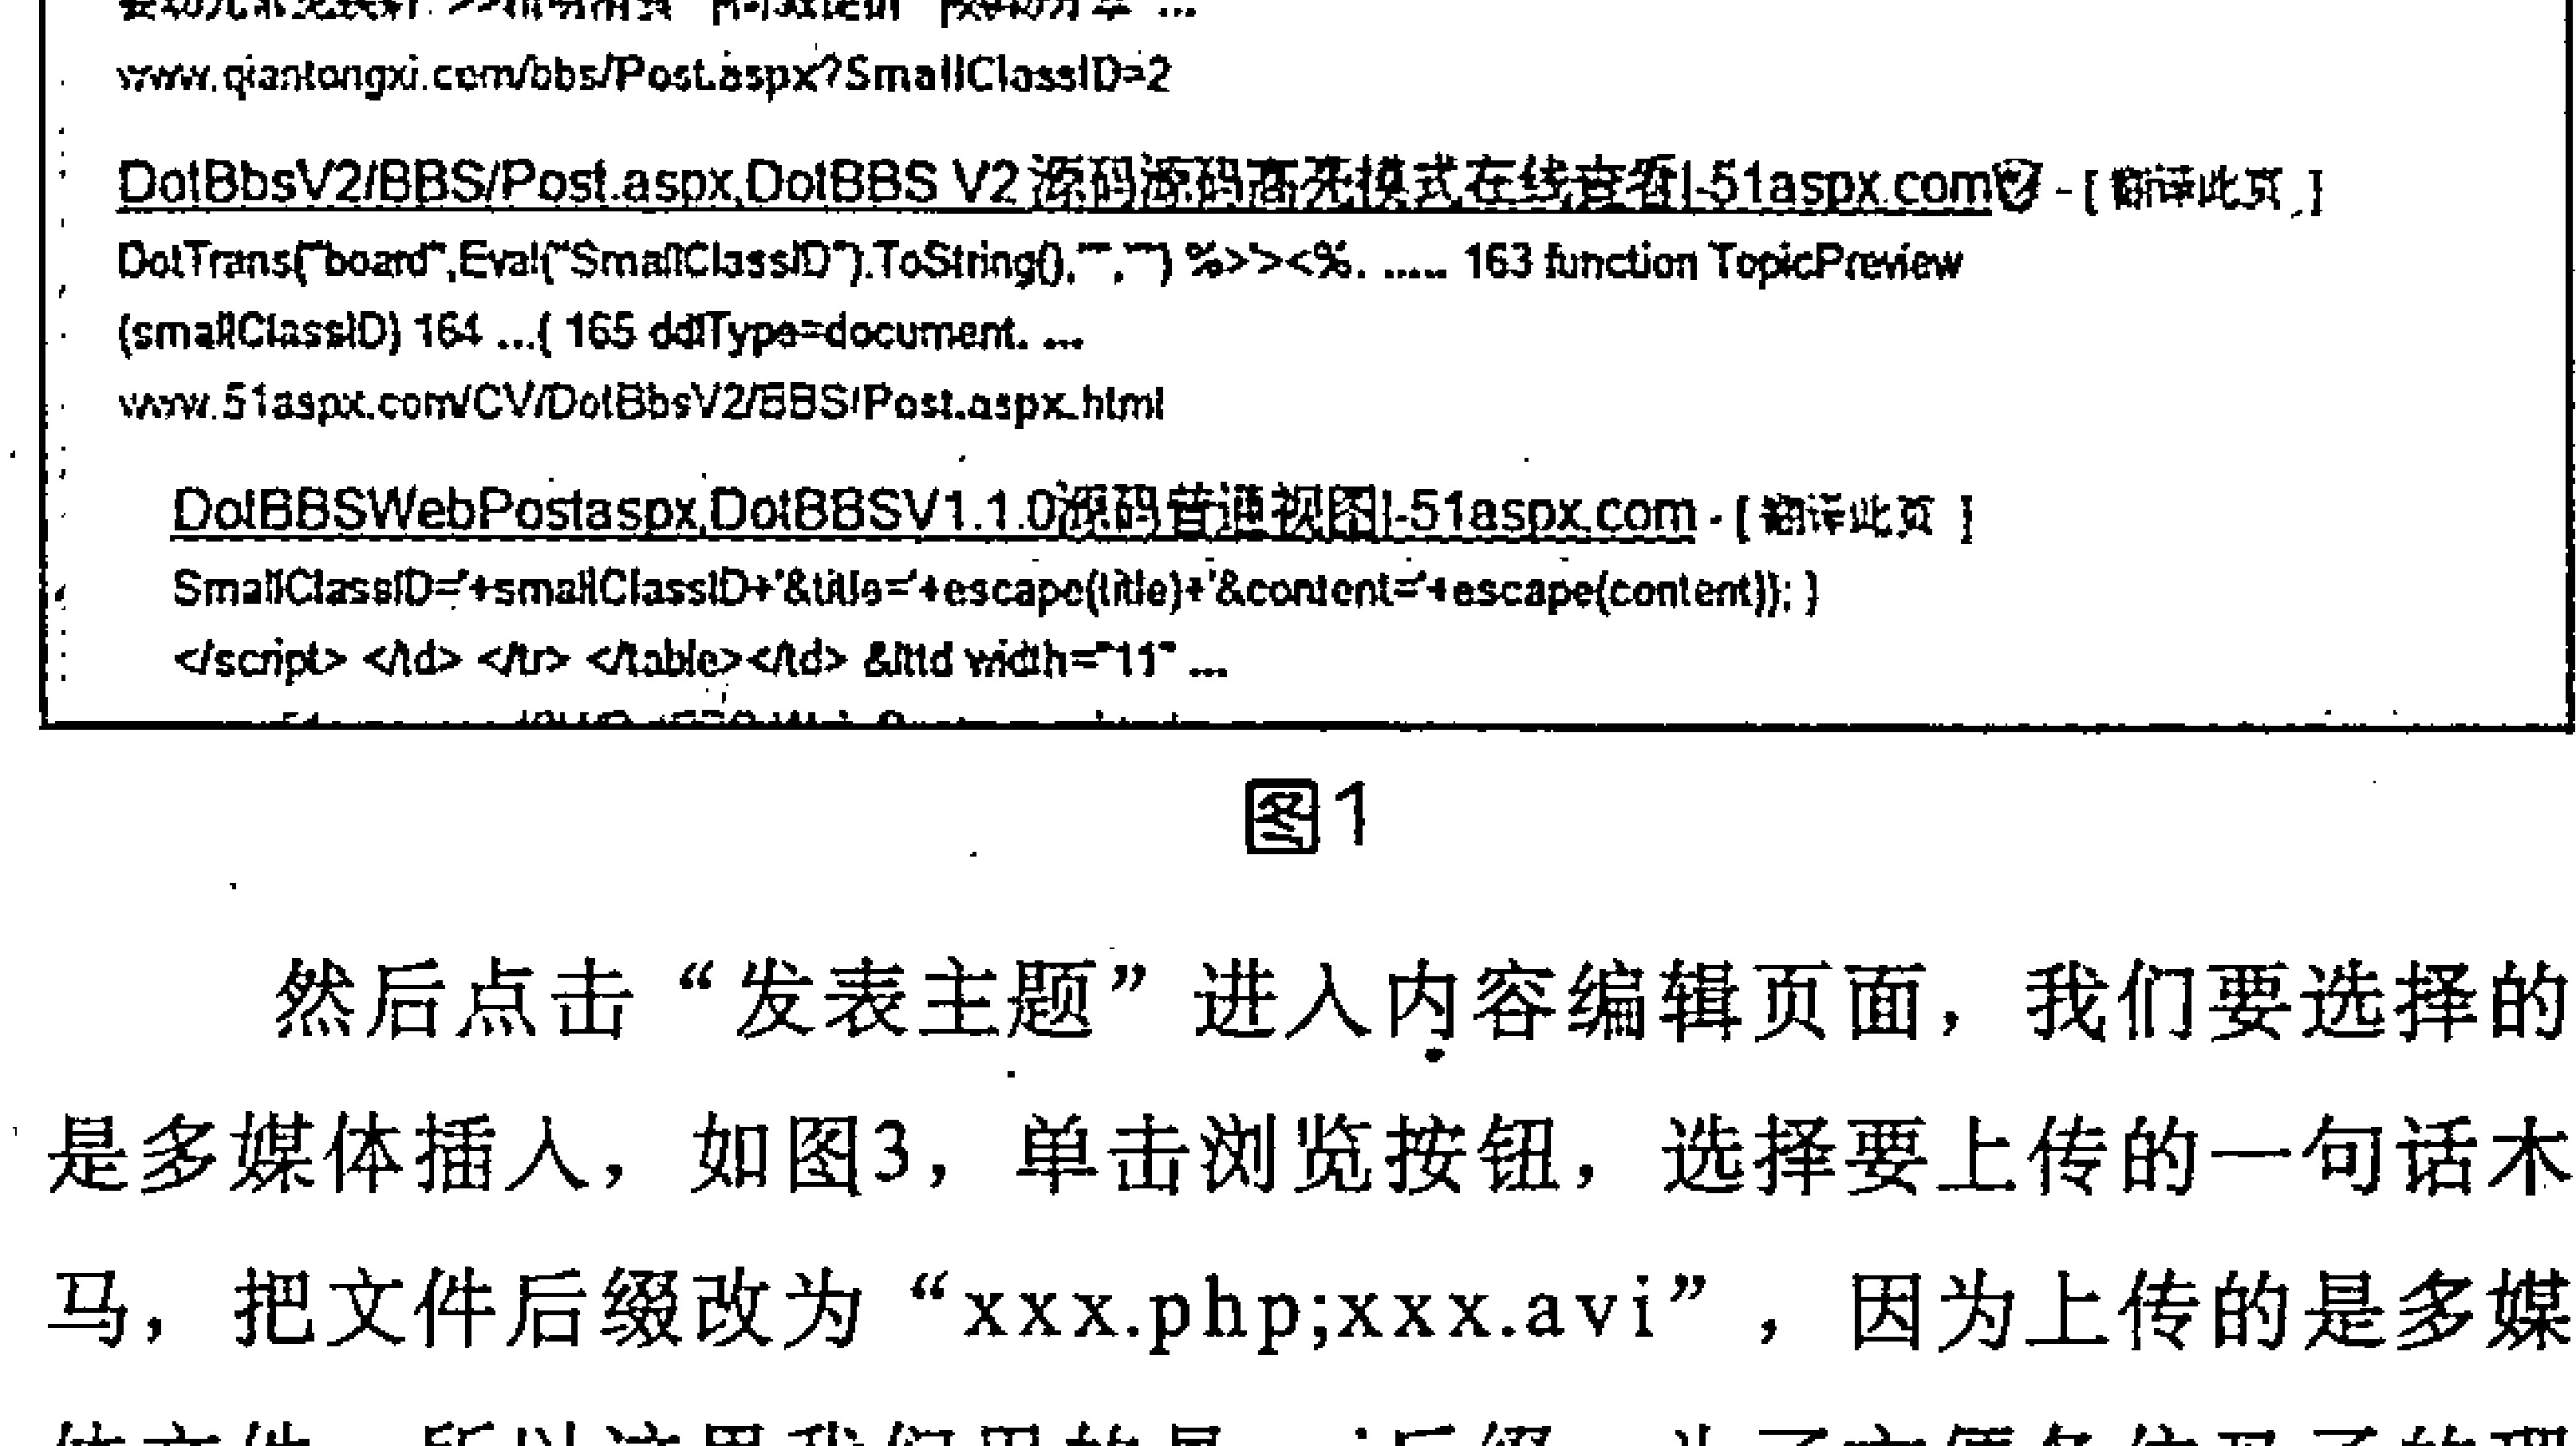 www.qiantongxi.com/bbs/Post.aspx?SmallClassID=2
DotBbsV2/BBS/Post.aspx,DotBBS V2 源码源码高亮模式在线查看|-51aspx.com - [ 翻译此页 ]
DotTrans("board",Eval("SmallClassID").ToString(),"","") %>'><%. ..... 163 function TopicPreview
(smallClassID) 164 ...{ 165 ddlType=document. ...
www.51aspx.com/CV/DotBbsV2/BBS/Post.aspx.html
DotBBSWebPostaspx,DotBBSV1.1.0源码普通视图|-51aspx.com - [ 翻译此页 ]
SmallClassID='+smallClassID+'&title='+escape(title)+'&content='+escape(content)); }
</script> </td> </tr> </table></td> &lttd width="11" ...
图1
然后点击“发表主题”进入内容编辑页面，我们要选择的
是多媒体插入，如图3，单击浏览按钮，选择要上传的一句话木
马，把文件后缀改为“xxx.php;xxx.avi”，因为上传的是多媒